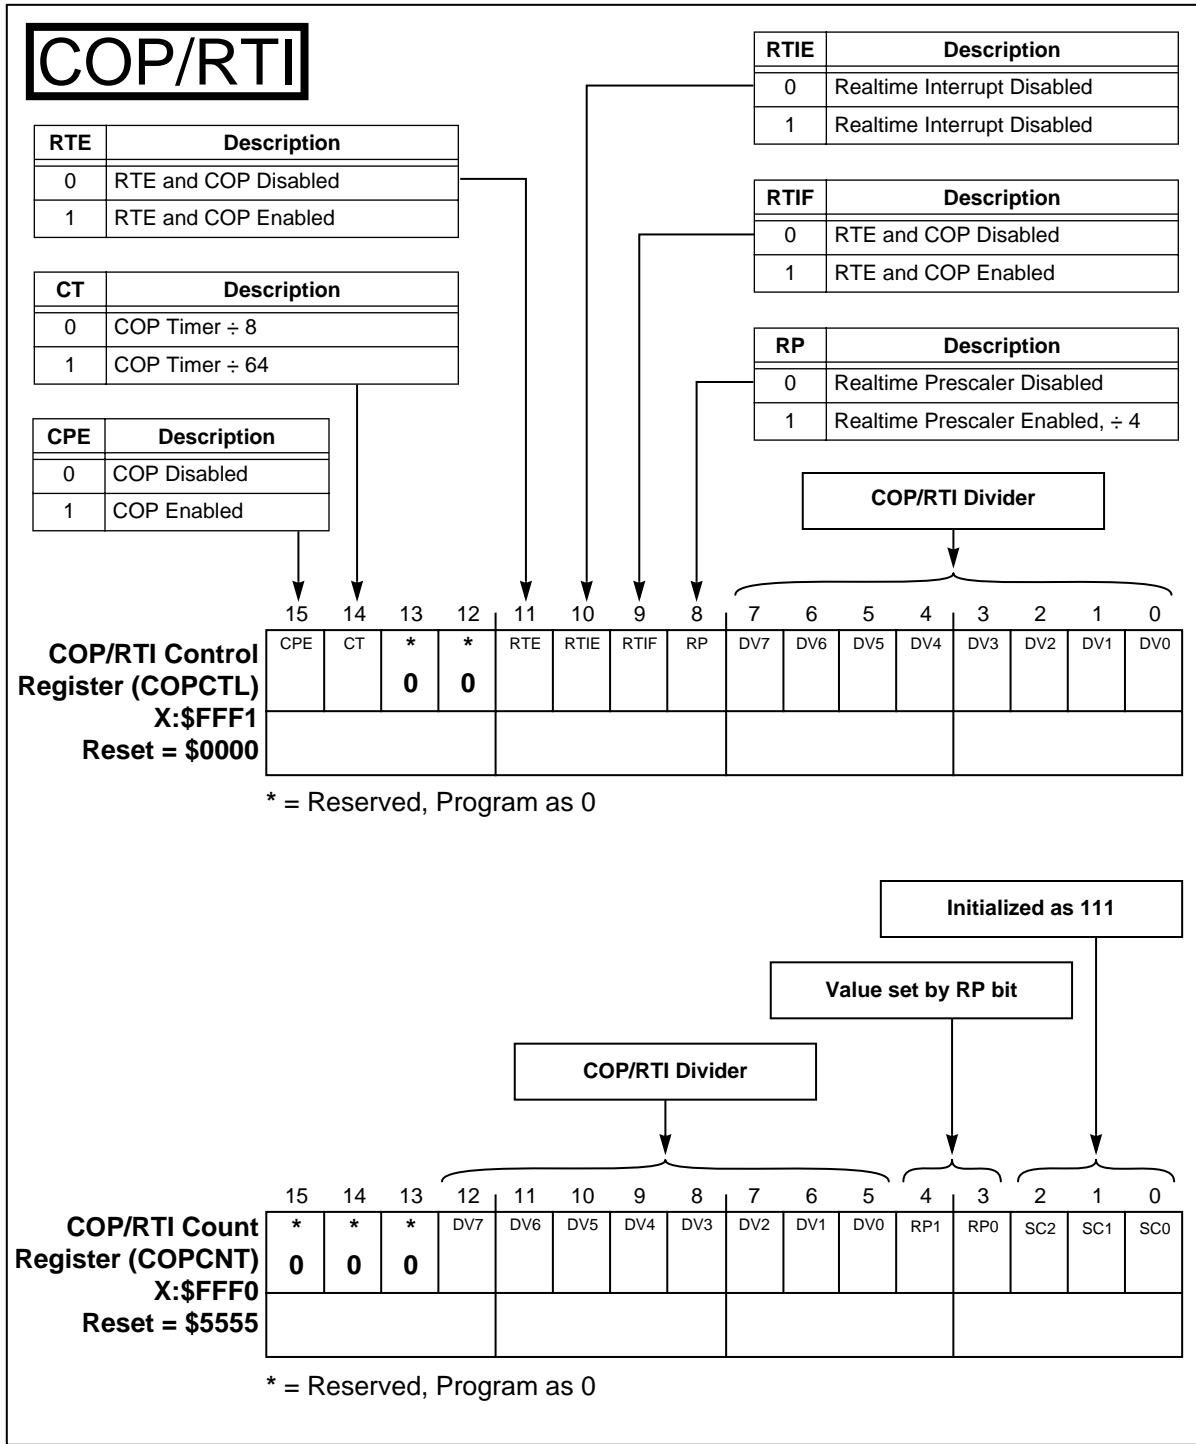 COP/RTI
RTIE Description
0 Realtime Interrupt Disabled
1 Realtime Interrupt Disabled
RTE Description
0 RTE and COP Disabled
1 RTE and COP Enabled
RTIF Description
0 RTE and COP Disabled
1 RTE and COP Enabled
CT Description
0 COP Timer ÷ 8
1 COP Timer ÷ 64
RP Description
0 Realtime Prescaler Disabled
1 Realtime Prescaler Enabled, ÷ 4
CPE Description
0 COP Disabled
1 COP Enabled
COP/RTI Divider
15 14 13 12 11 10 9 8 7 6 5 4 3 2 1 0
CPE CT * * RTE RTIE RTIF RP DV7 DV6 DV5 DV4 DV3 DV2 DV1 DV0
0 0
COP/RTI Control
Register (COPCTL)
X:$FFF1
Reset = $0000
* = Reserved, Program as 0
Initialized as 111
Value set by RP bit
COP/RTI Divider
15 14 13 12 11 10 9 8 7 6 5 4 3 2 1 0
* * * DV7 DV6 DV5 DV4 DV3 DV2 DV1 DV0 RP1 RP0 SC2 SC1 SC0
0 0 0
COP/RTI Count
Register (COPCNT)
X:$FFF0
Reset = $5555
* = Reserved, Program as 0